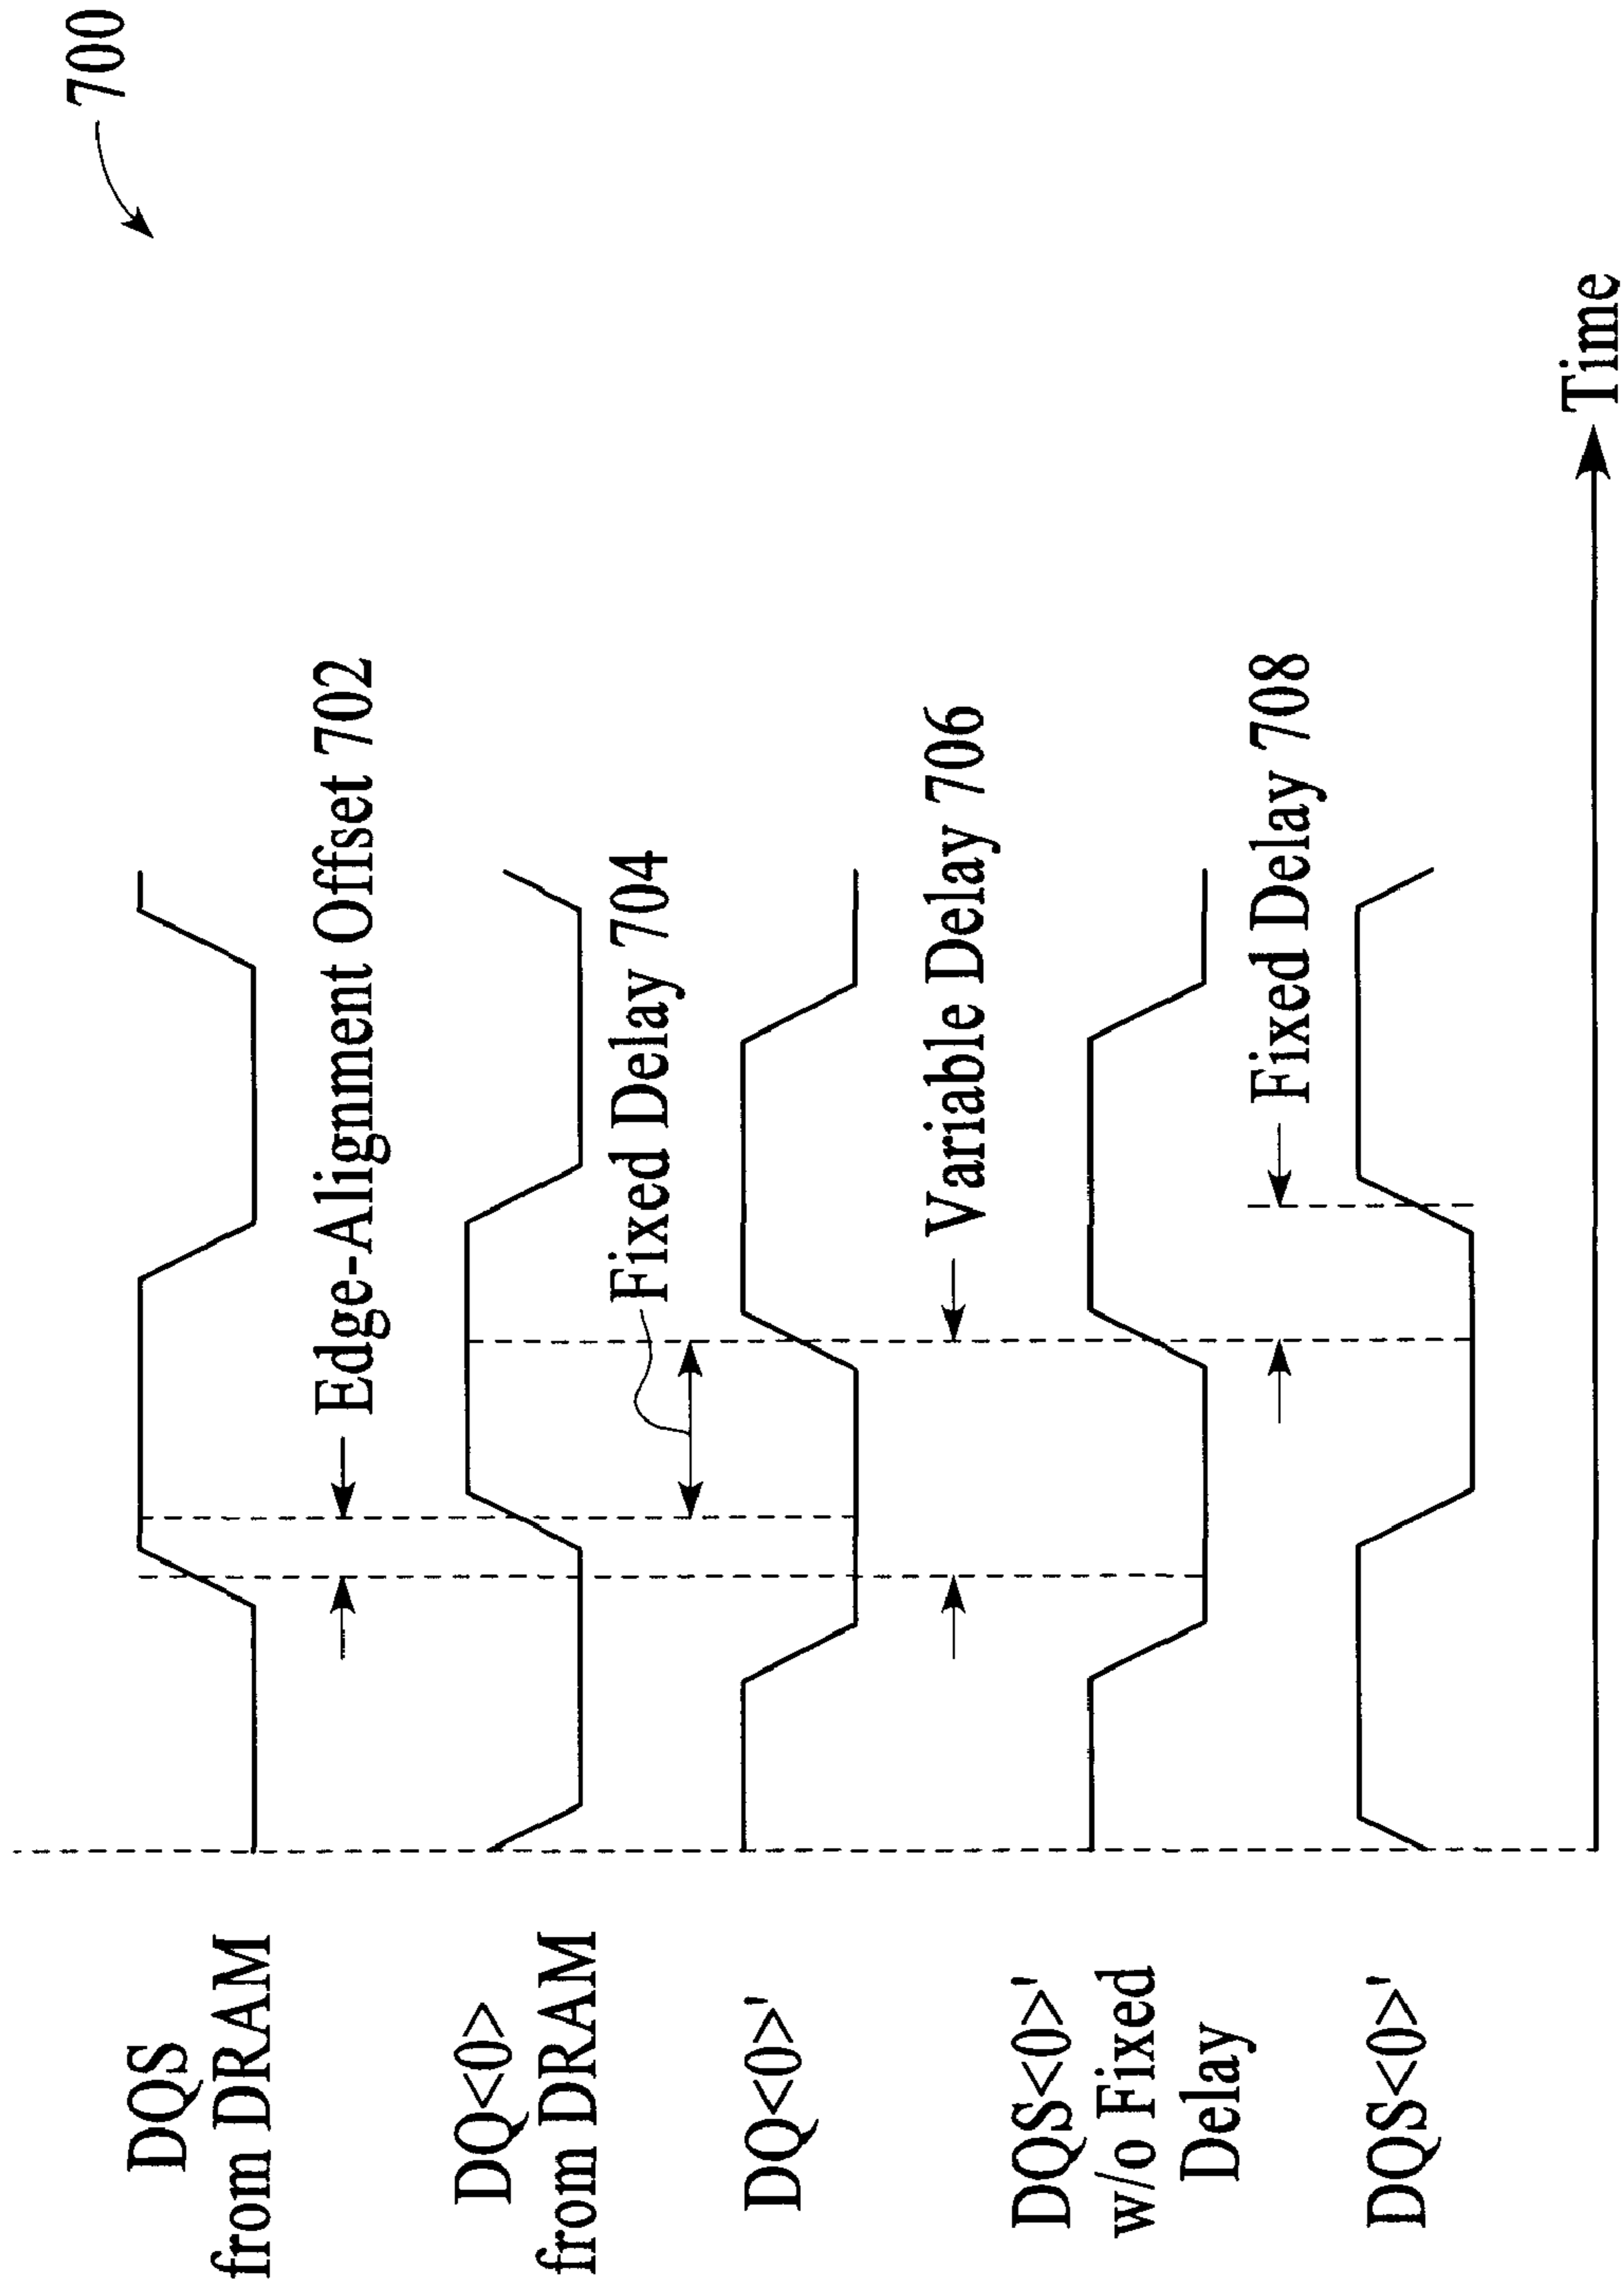 700
DQS
from DRAM
Edge-Alignment Offset 702
DQ<0>
from DRAM
Fixed Delay 704
DQ<0>'
Variable Delay 706
DQS<0>'
w/o Fixed
Delay
Fixed Delay 708
DQS<0>'
Time